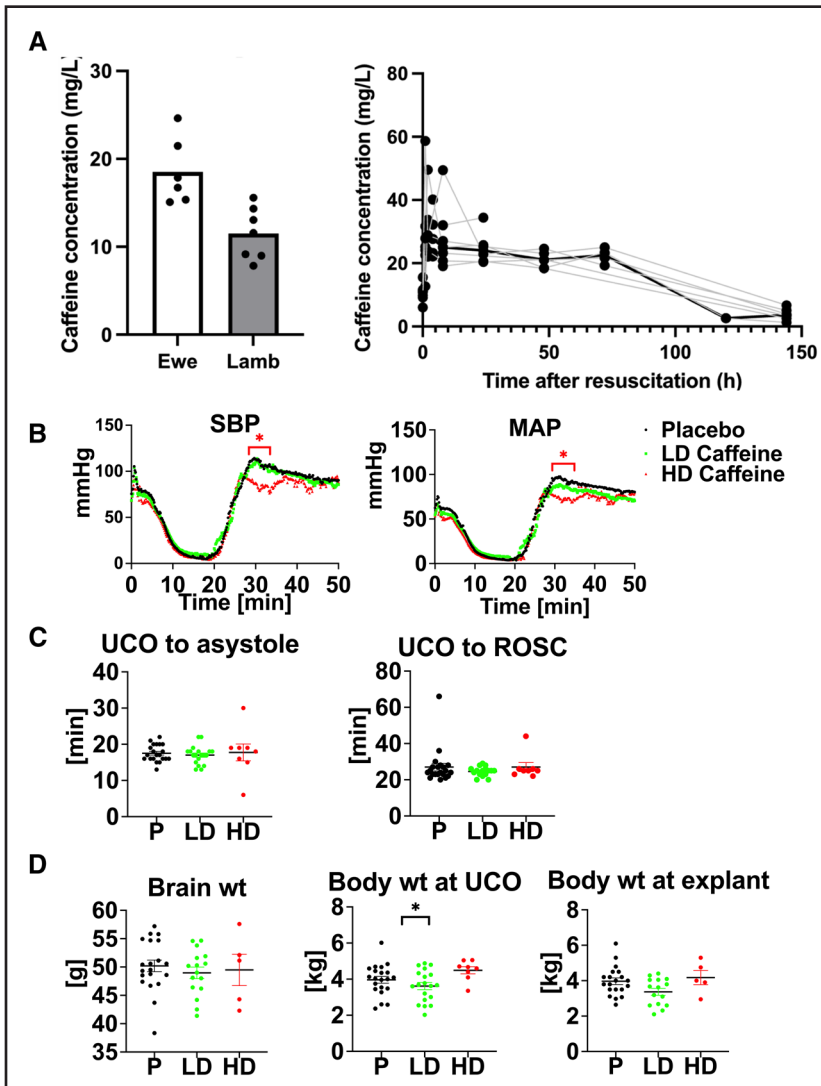 A
Caffeine concentration (mg/L)
30
20
10
0
Ewe Lamb
Caffeine concentration (mg/L)
80
60
40
20
0
0 50 100 150
Time after resuscitation (h)
B
SBP
*
mmHg
150
100
50
0
0 10 20 30 40 50
Time [min]
MAP
*
mmHg
150
100
50
0
0 10 20 30 40 50
Time [min]
Placebo
LD Caffeine
HD Caffeine
C
UCO to asystole
[min]
40
30
20
10
0
P LD HD
UCO to ROSC
[min]
80
60
40
20
0
P LD HD
D
Brain wt
[g]
60
55
50
45
40
35
P LD HD
Body wt at UCO
*
[kg]
8
6
4
2
0
P LD HD
Body wt at explant
[kg]
8
6
4
2
0
P LD HD